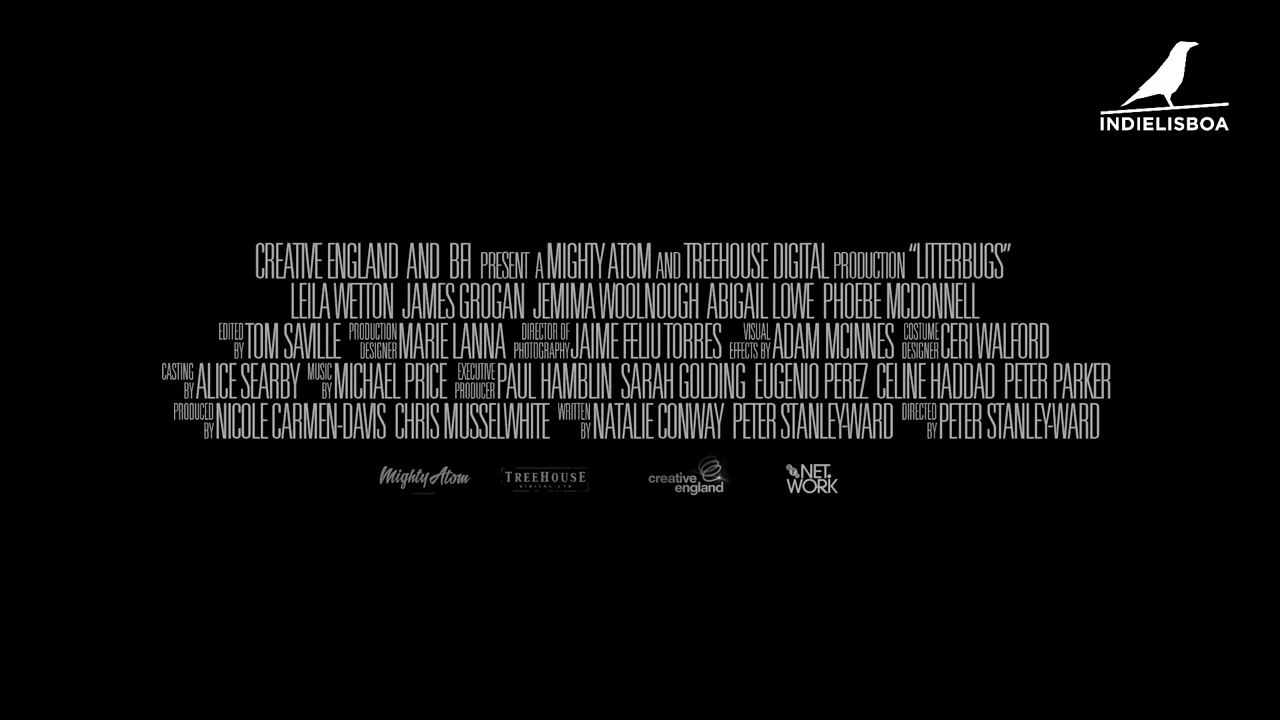 INDIELISBOA
CREATIVE ENGLAND AND BFI PRESENT A MIGHTY ATOM AND TREEHOUSE DIGITAL PRODUCTION “LITTERBUGS”
LEILA WETTON JAMES GROGAN JEMIMA WOOLNOUGH ABIGAIL LOWE PHOEBE MCDONNELL
EDITED BY TOM SAVILLE PRODUCTION DESIGNER MARIE LANNA DIRECTOR OF PHOTOGRAPHY JAIME FELIU TORRES VISUAL EFFECTS BY ADAM MCINNES COSTUME DESIGNER CERI WALFORD
CASTING BY ALICE SEARBY MUSIC BY MICHAEL PRICE EXECUTIVE PRODUCER PAUL HAMBLIN SARAH GOLDING EUGENIO PEREZ CELINE HADDAD PETER PARKER
PRODUCED BY NICOLE CARMEN-DAVIS CHRIS MUSSELWHITE WRITTEN BY NATALIE CONWAY PETER STANLEY-WARD DIRECTED BY PETER STANLEY-WARD
Mighty Atom TREEHOUSE DIGITAL LTD creative england NET.WORK